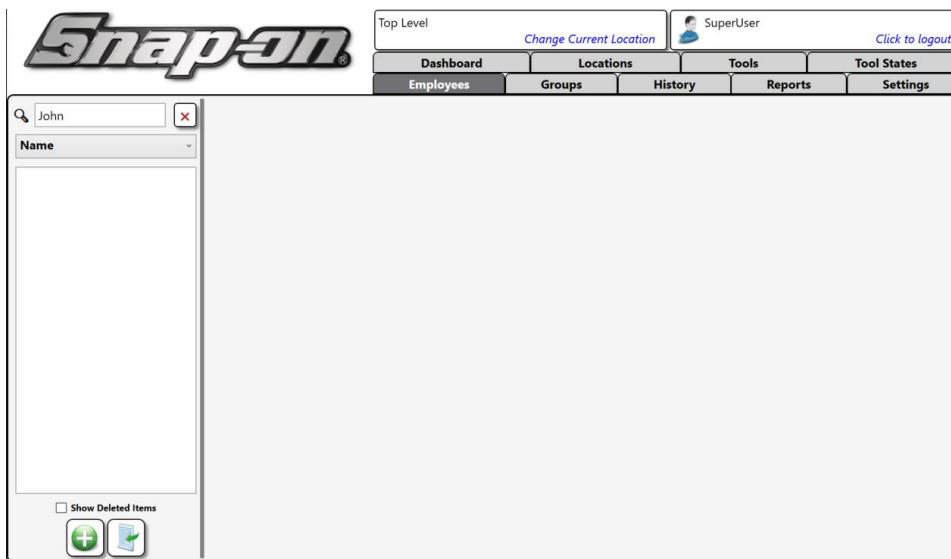 Snap-on®
Top Level
Change Current Location
SuperUser
Click to logout
Dashboard
Locations
Tools
Tool States
Employees
Groups
History
Reports
Settings
John
Name
Show Deleted Items